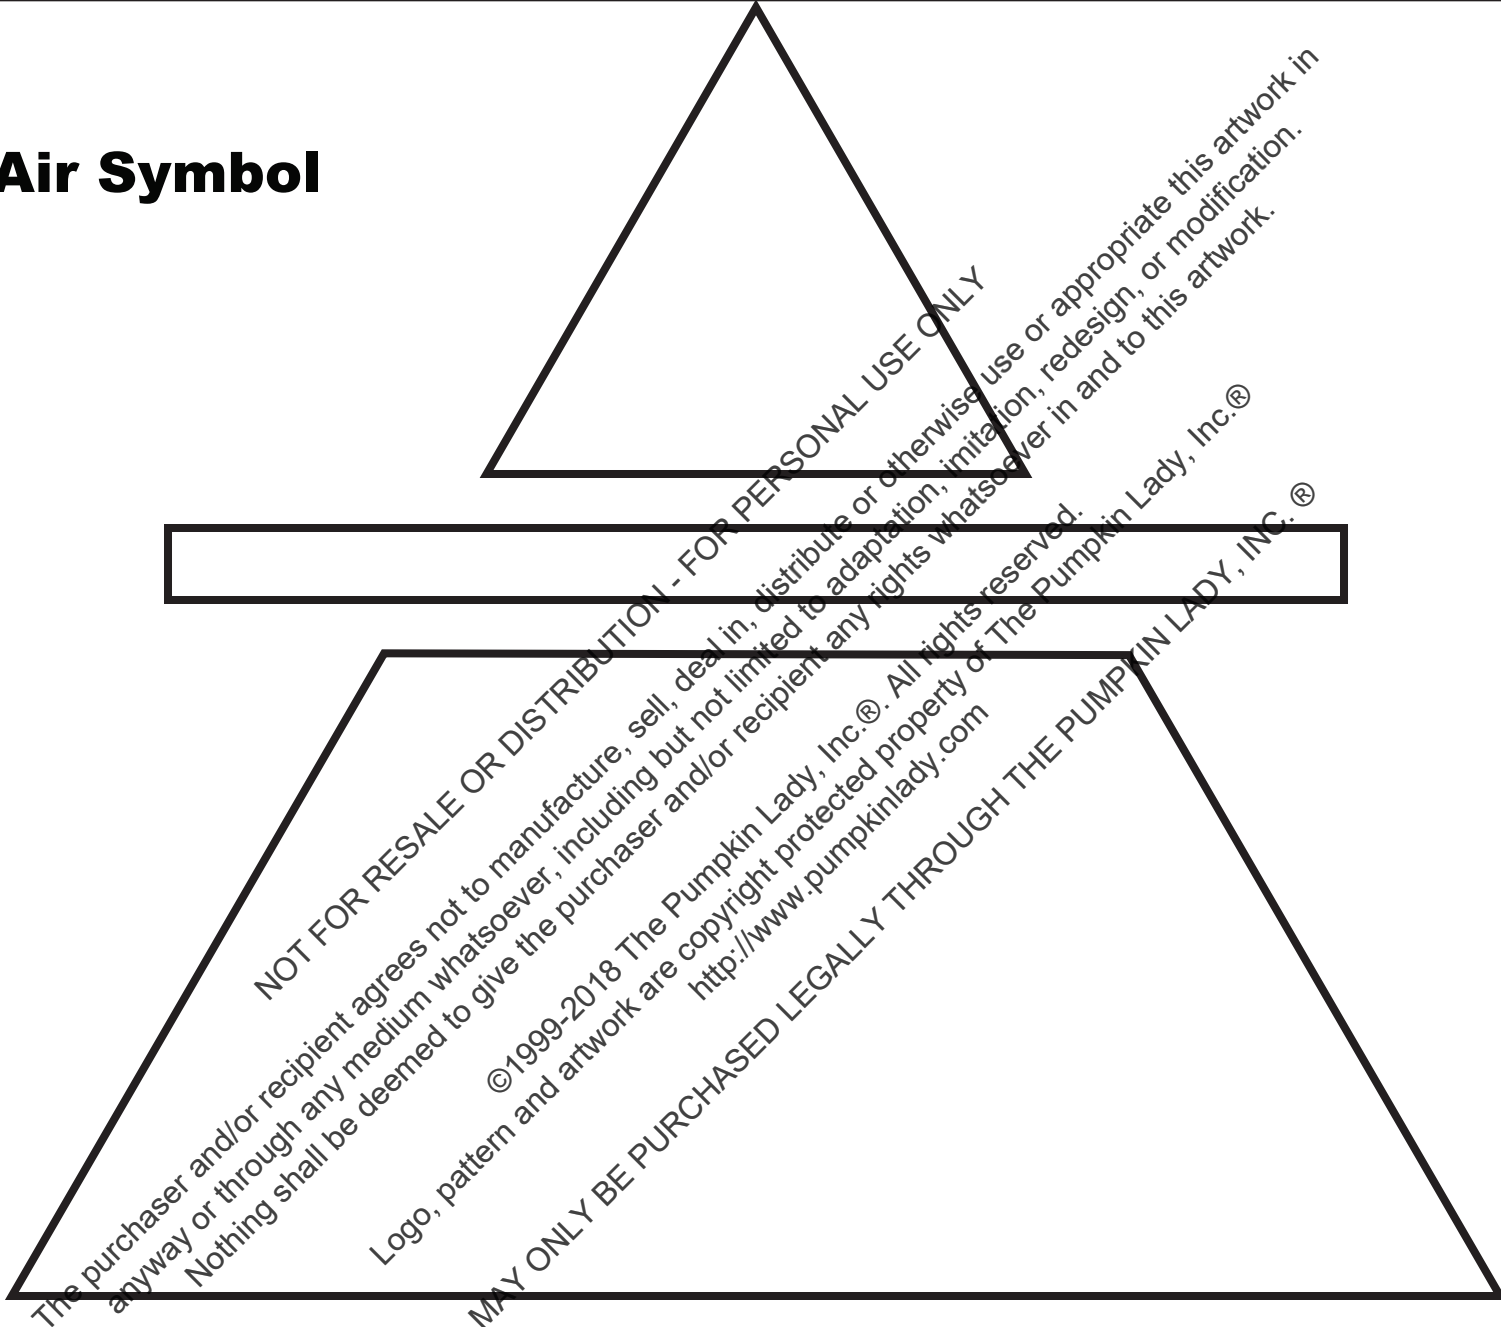 Air Symbol
NOT FOR RESALE OR DISTRIBUTION - FOR PERSONAL USE ONLY
The purchaser and/or recipient agrees not to manufacture, sell, deal in, distribute or otherwise use or appropriate this artwork in
anyway or through any medium whatsoever, including but not limited to adaptation, imitation, redesign, or modification.
Nothing shall be deemed to give the purchaser and/or recipient any rights whatsoever in and to this artwork.
©1999-2018 The Pumpkin Lady, Inc.®. All rights reserved.
Logo, pattern and artwork are copyright protected property of The Pumpkin Lady, Inc.®
http://www.pumpkinlady.com
MAY ONLY BE PURCHASED LEGALLY THROUGH THE PUMPKIN LADY, INC. ®